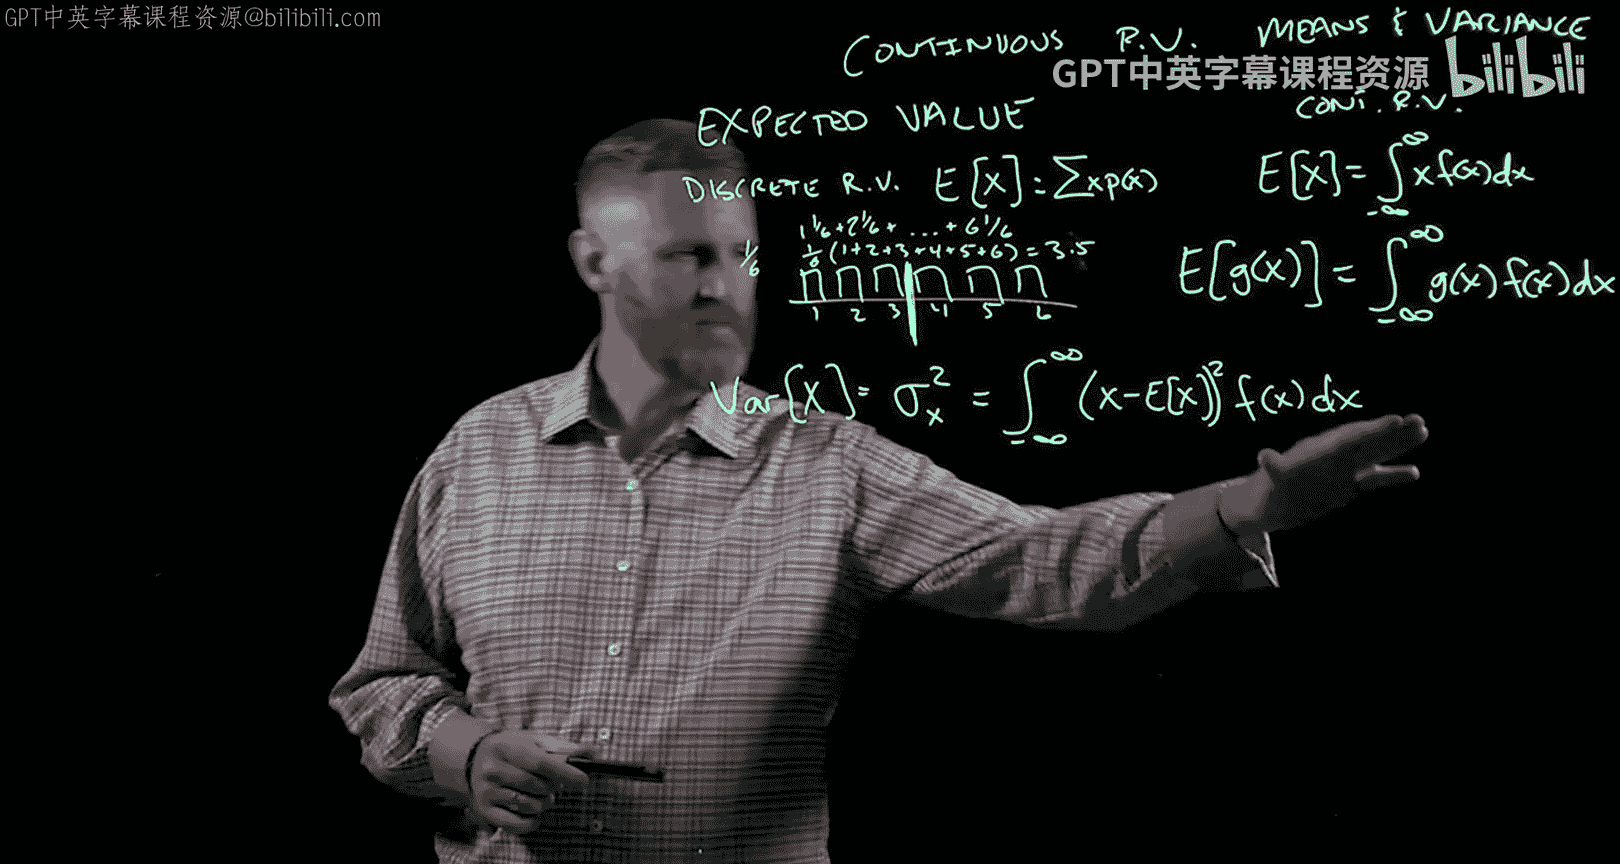 GPT中英字幕课程资源@bilibili.com
CONTINUOUS R.V. MEANS & VARIANCE
GPT中英字幕课程资源 bilibili
EXPECTED VALUE
CONT. R.V.
DISCRETE R.V. E[X] = ∑xp(x)
E[X] = ∫_{-∞}^{∞} x f(x) dx
1 1/6 + 2 1/6 + ... + 6 1/6
1/6 (1+2+3+4+5+6) = 3.5
1/6
1 2 3 4 5 6
E[g(X)] = ∫_{-∞}^{∞} g(x) f(x) dx
Var[X] = σ_x^2 = ∫_{-∞}^{∞} (x-E[X])^2 f(x) dx